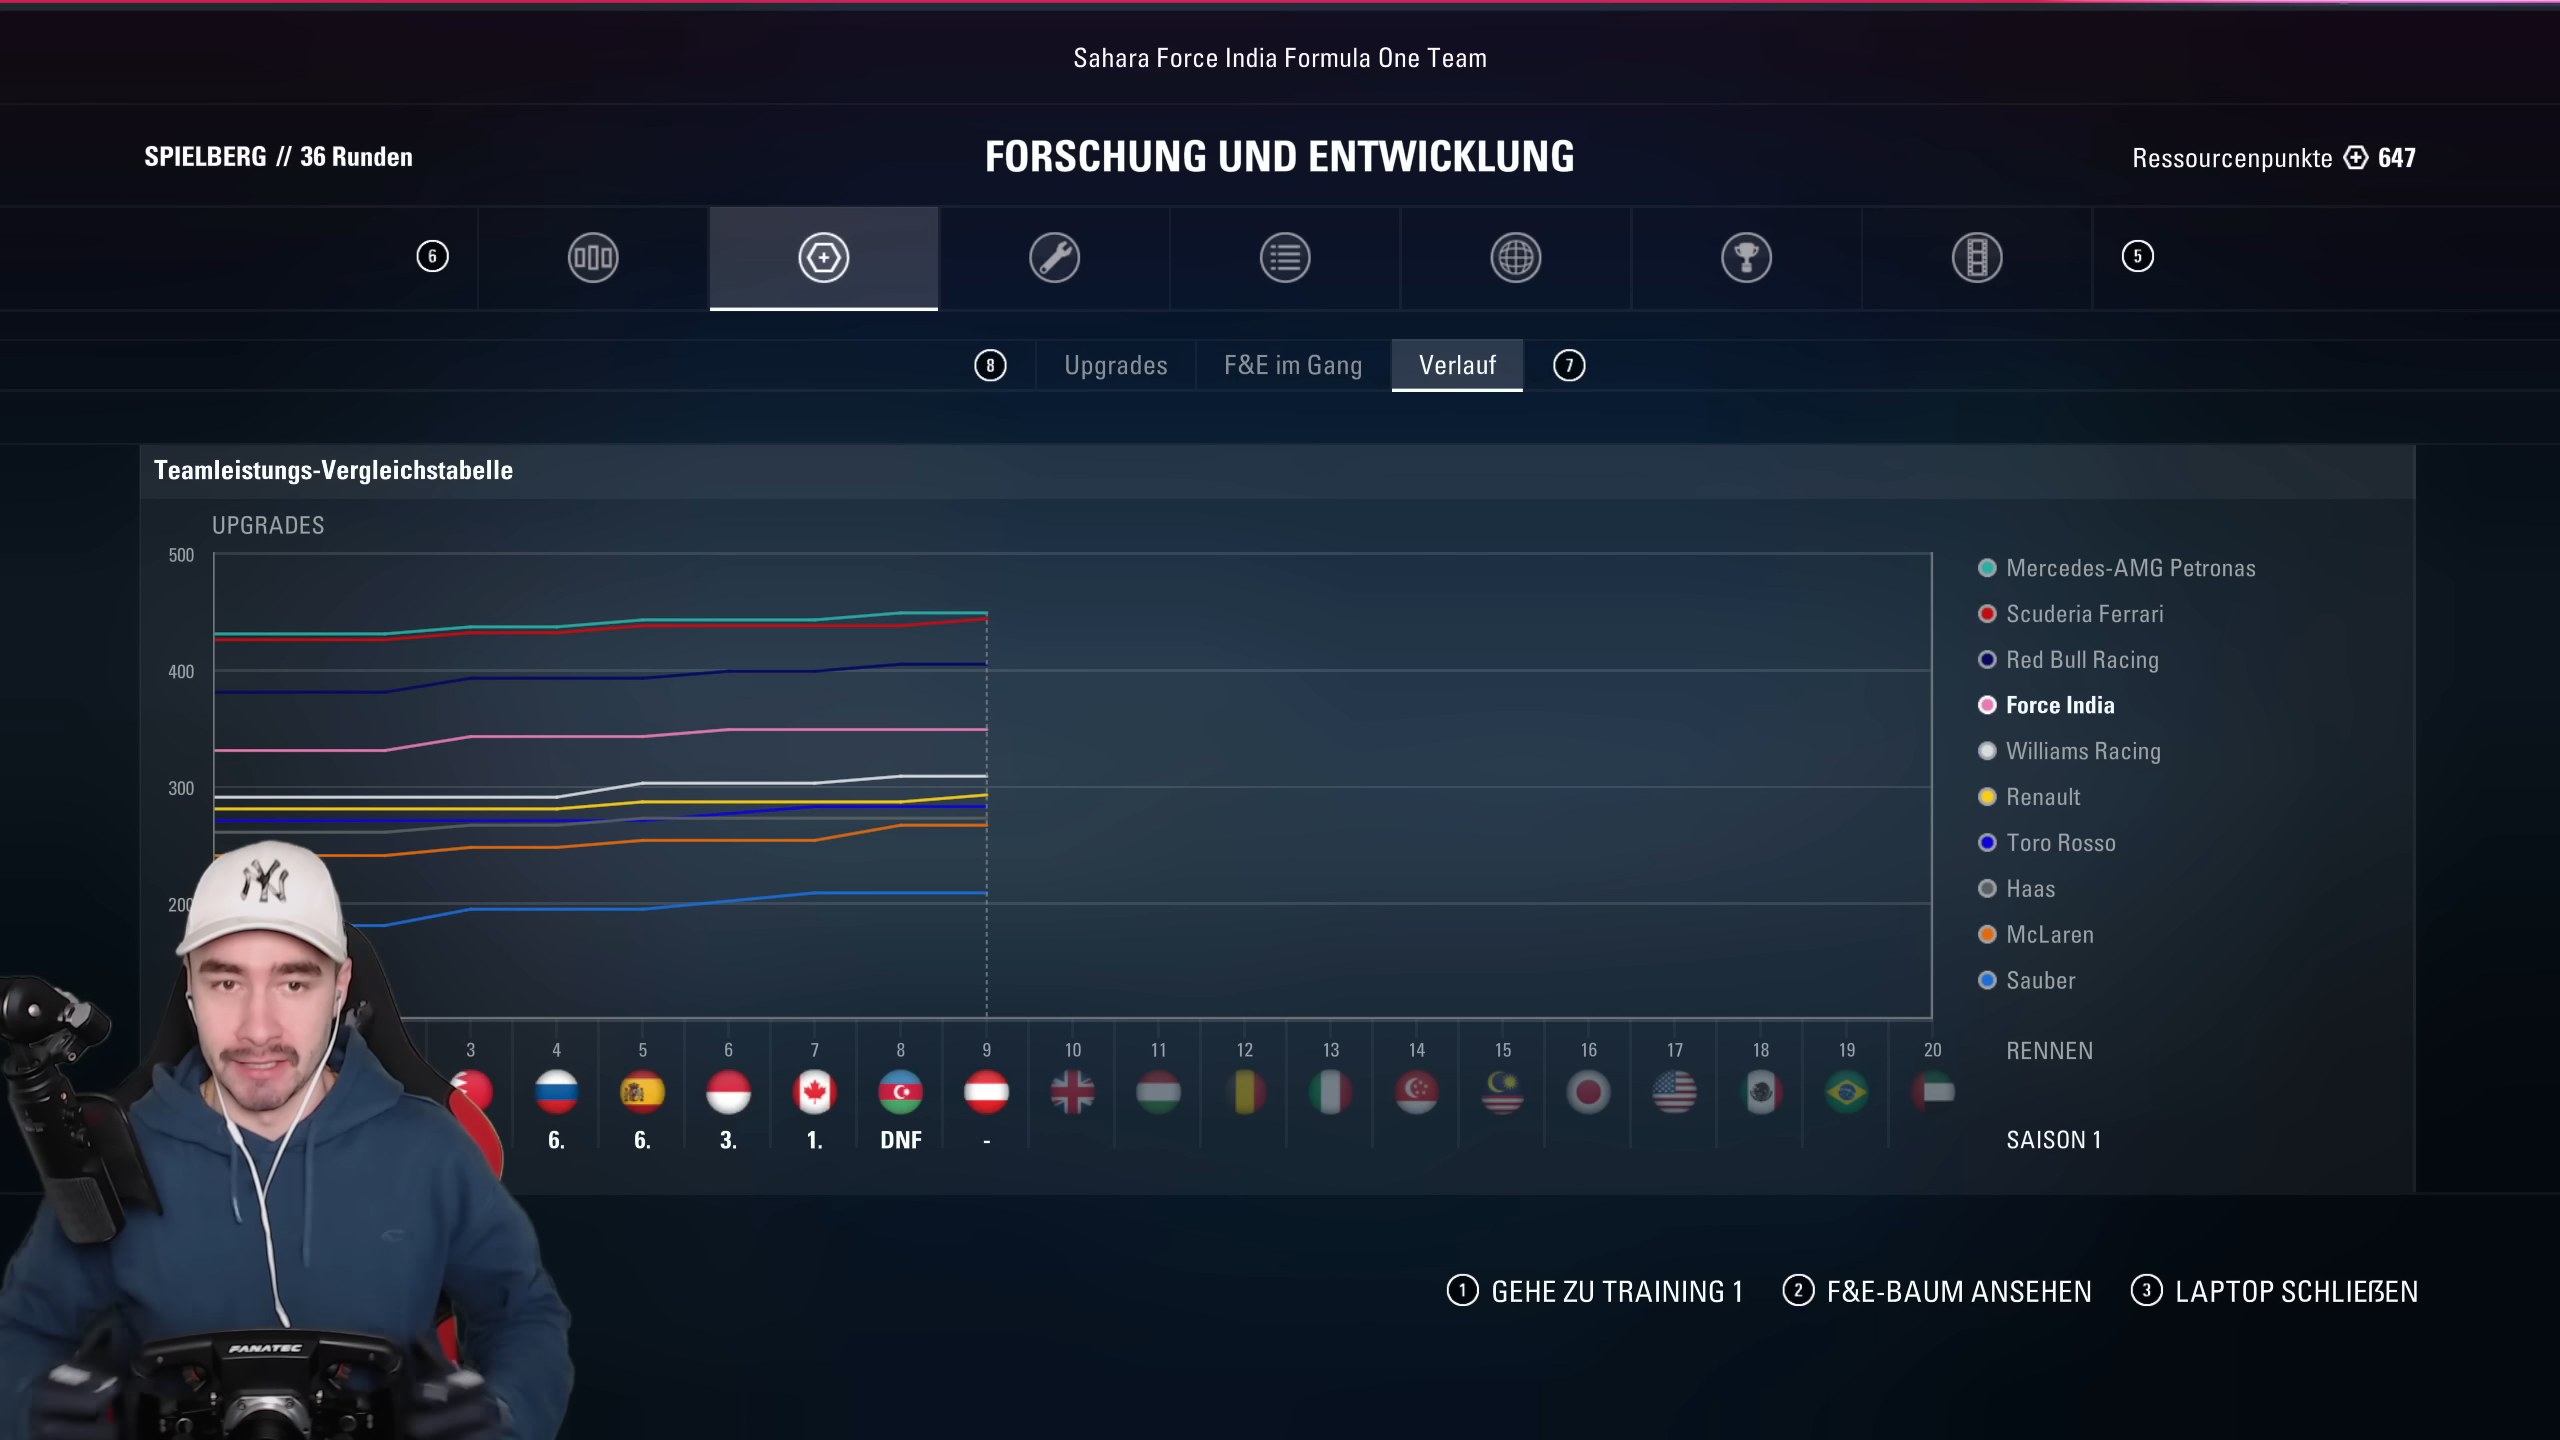 Sahara Force India Formula One Team
SPIELBERG // 36 Runden
FORSCHUNG UND ENTWICKLUNG
Ressourcenpunkte 647
6
5
8
Upgrades
F&E im Gang
Verlauf
7
Teamleistungs-Vergleichstabelle
UPGRADES
500
400
300
200
Mercedes-AMG Petronas
Scuderia Ferrari
Red Bull Racing
Force India
Williams Racing
Renault
Toro Rosso
Haas
McLaren
Sauber
3 4 5 6 7 8 9 10 11 12 13 14 15 16 17 18 19 20
RENNEN
6. 6. 3. 1. DNF -
SAISON 1
1 GEHE ZU TRAINING 1
2 F&E-BAUM ANSEHEN
3 LAPTOP SCHLIEẞEN
NY
FANATEC